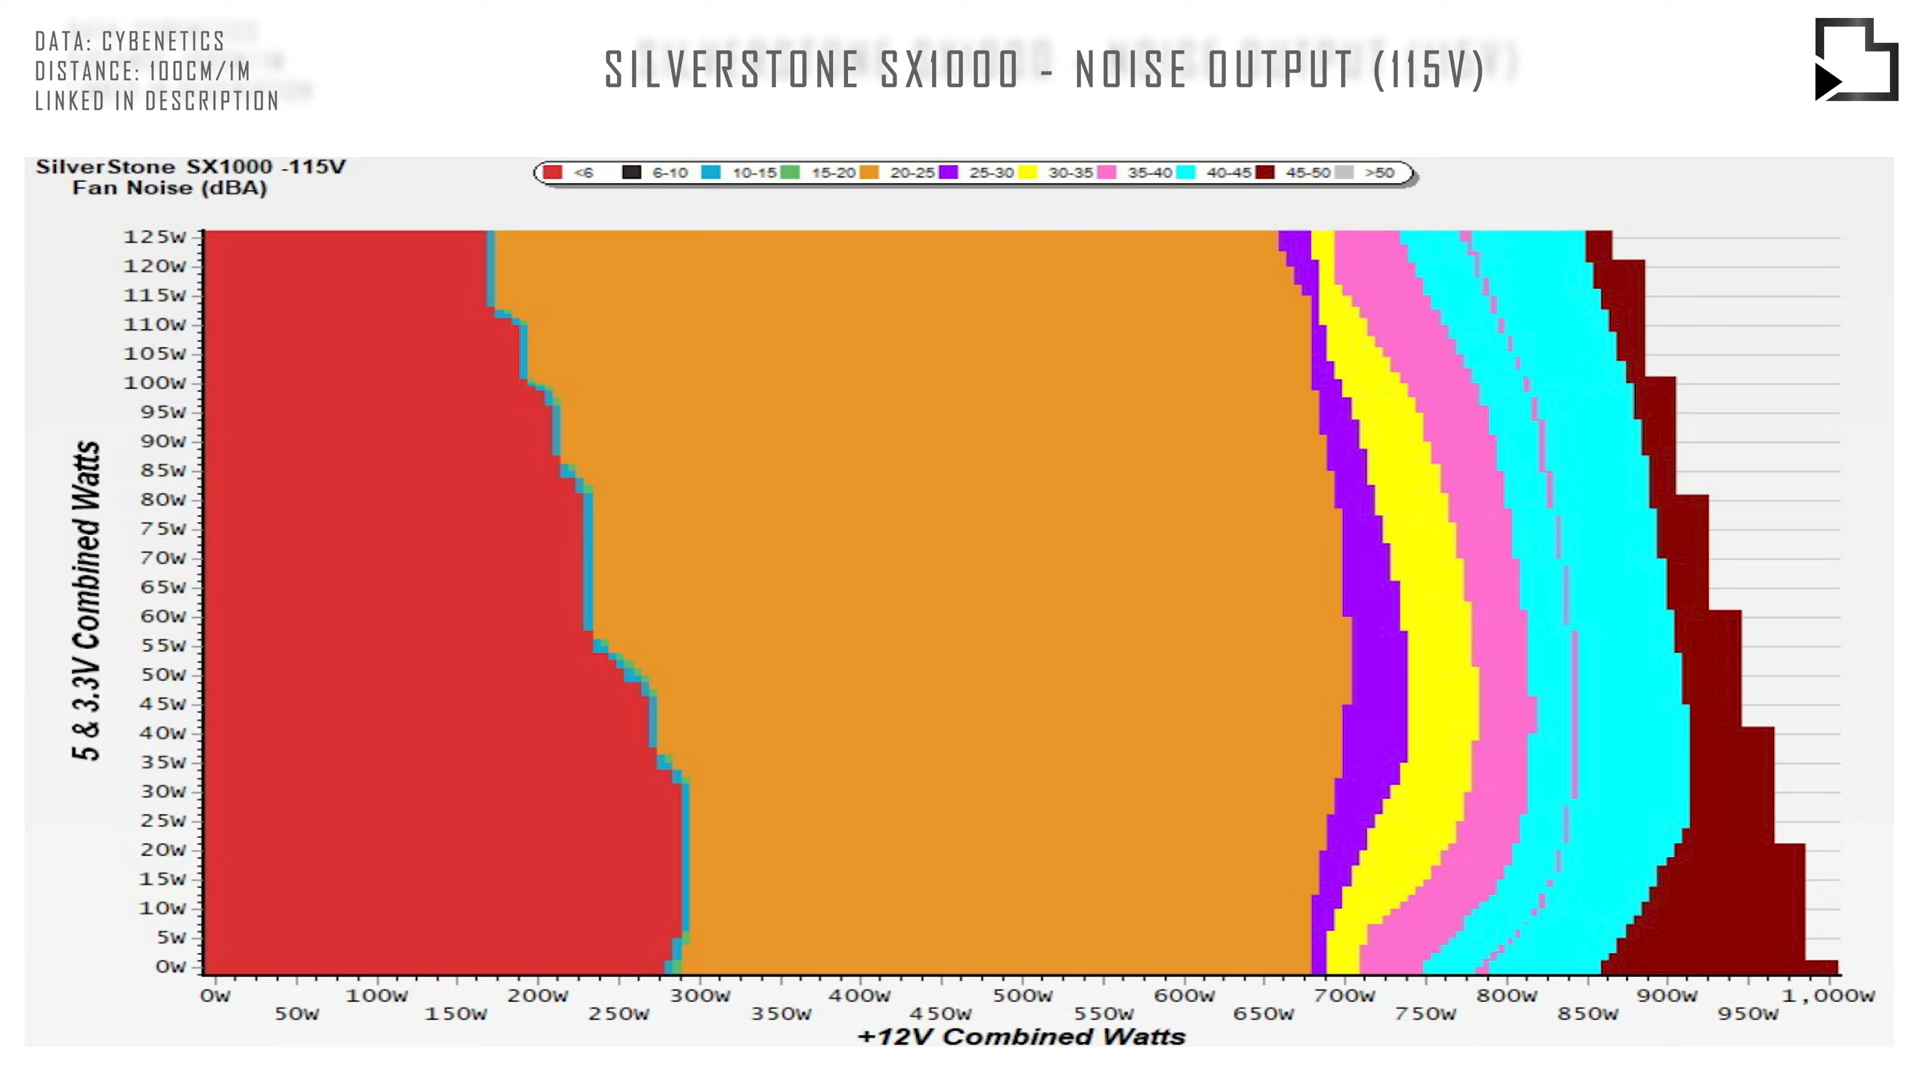 DATA: CYBENETICS
DISTANCE: 100CM/1M
LINKED IN DESCRIPTION
SILVERSTONE SX1000 - NOISE OUTPUT (115V)
SilverStone SX1000 -115V
Fan Noise (dBA)
<6 6-10 10-15 15-20 20-25 25-30 30-35 35-40 40-45 45-50 >50
125W
120W
115W
110W
105W
100W
95W
90W
85W
80W
75W
70W
65W
60W
55W
50W
45W
40W
35W
30W
25W
20W
15W
10W
5W
0W
5 & 3.3V Combined Watts
0W 100W 200W 300W 400W 500W 600W 700W 800W 900W 1,000W
50W 150W 250W 350W 450W 550W 650W 750W 850W 950W
+12V Combined Watts